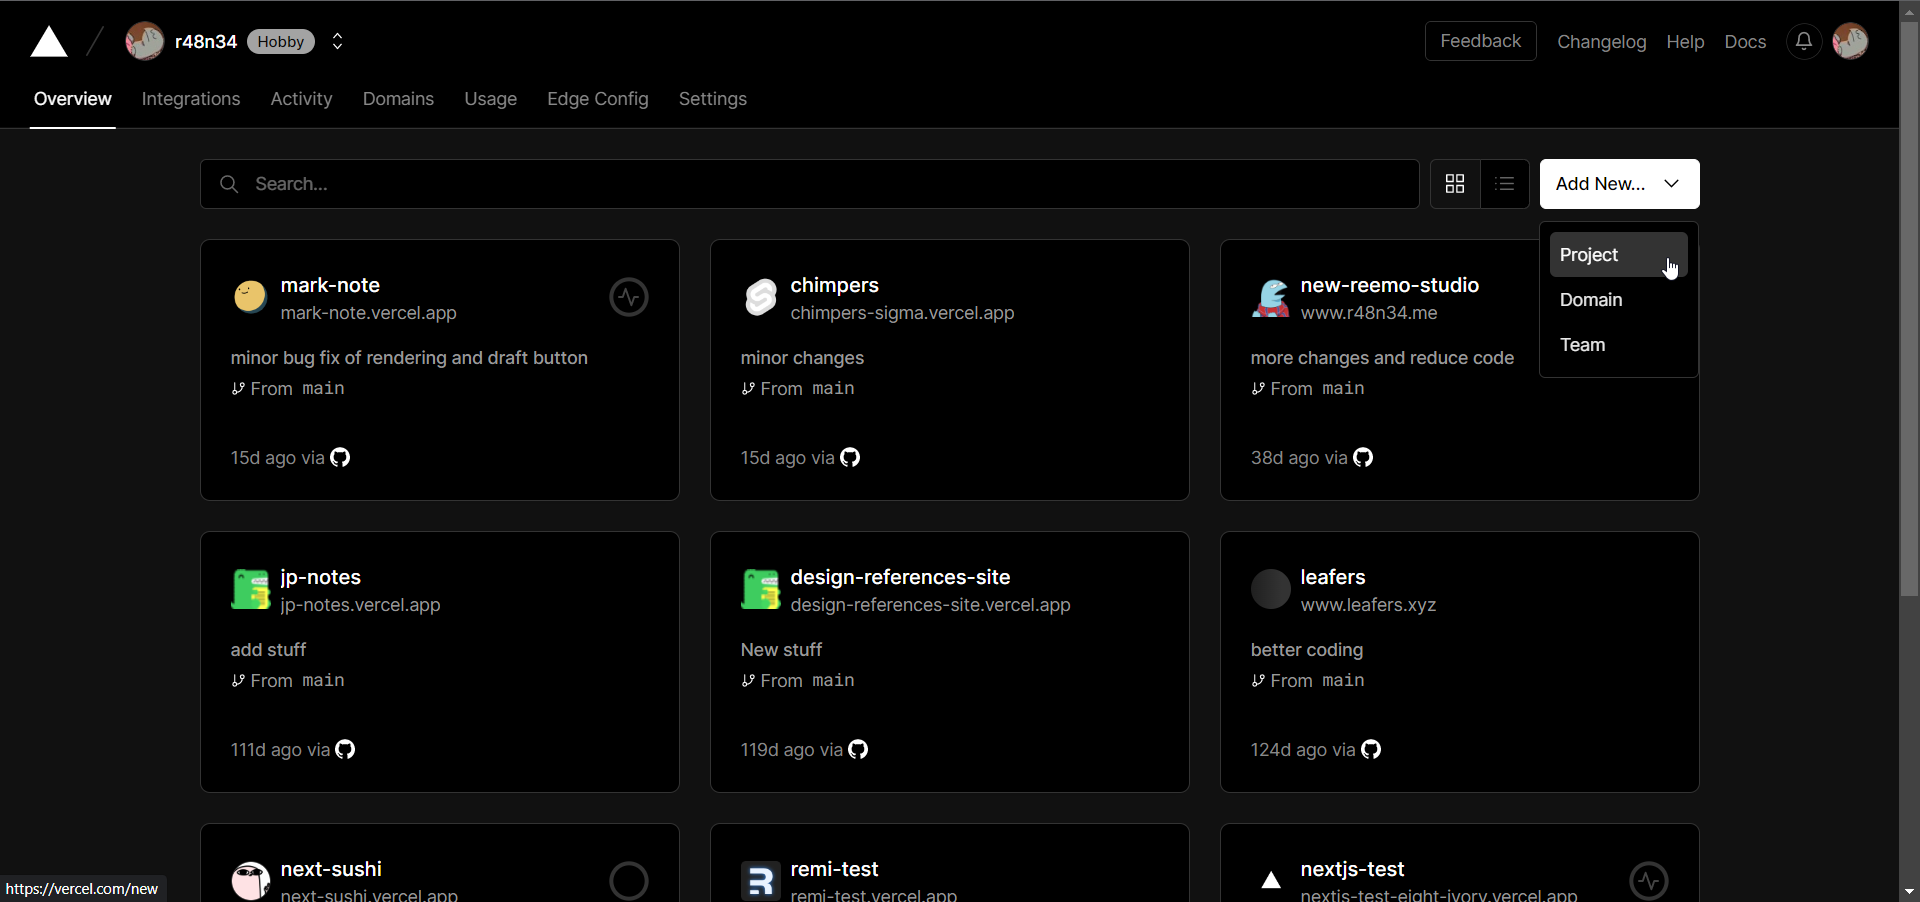 r48n34 Hobby
Feedback Changelog Help Docs
Overview Integrations Activity Domains Usage Edge Config Settings
Search...
Add New...
Project
Domain
Team
mark-note
mark-note.vercel.app
minor bug fix of rendering and draft button
From main
15d ago via
chimpers
chimpers-sigma.vercel.app
minor changes
From main
15d ago via
new-reemo-studio
www.r48n34.me
more changes and reduce code
From main
38d ago via
jp-notes
jp-notes.vercel.app
add stuff
From main
111d ago via
design-references-site
design-references-site.vercel.app
New stuff
From main
119d ago via
leafers
www.leafers.xyz
better coding
From main
124d ago via
next-sushi
next-sushi.vercel.app
remi-test
remi-test.vercel.app
nextjs-test
nextjs-test-eight-ivory.vercel.app
https://vercel.com/new